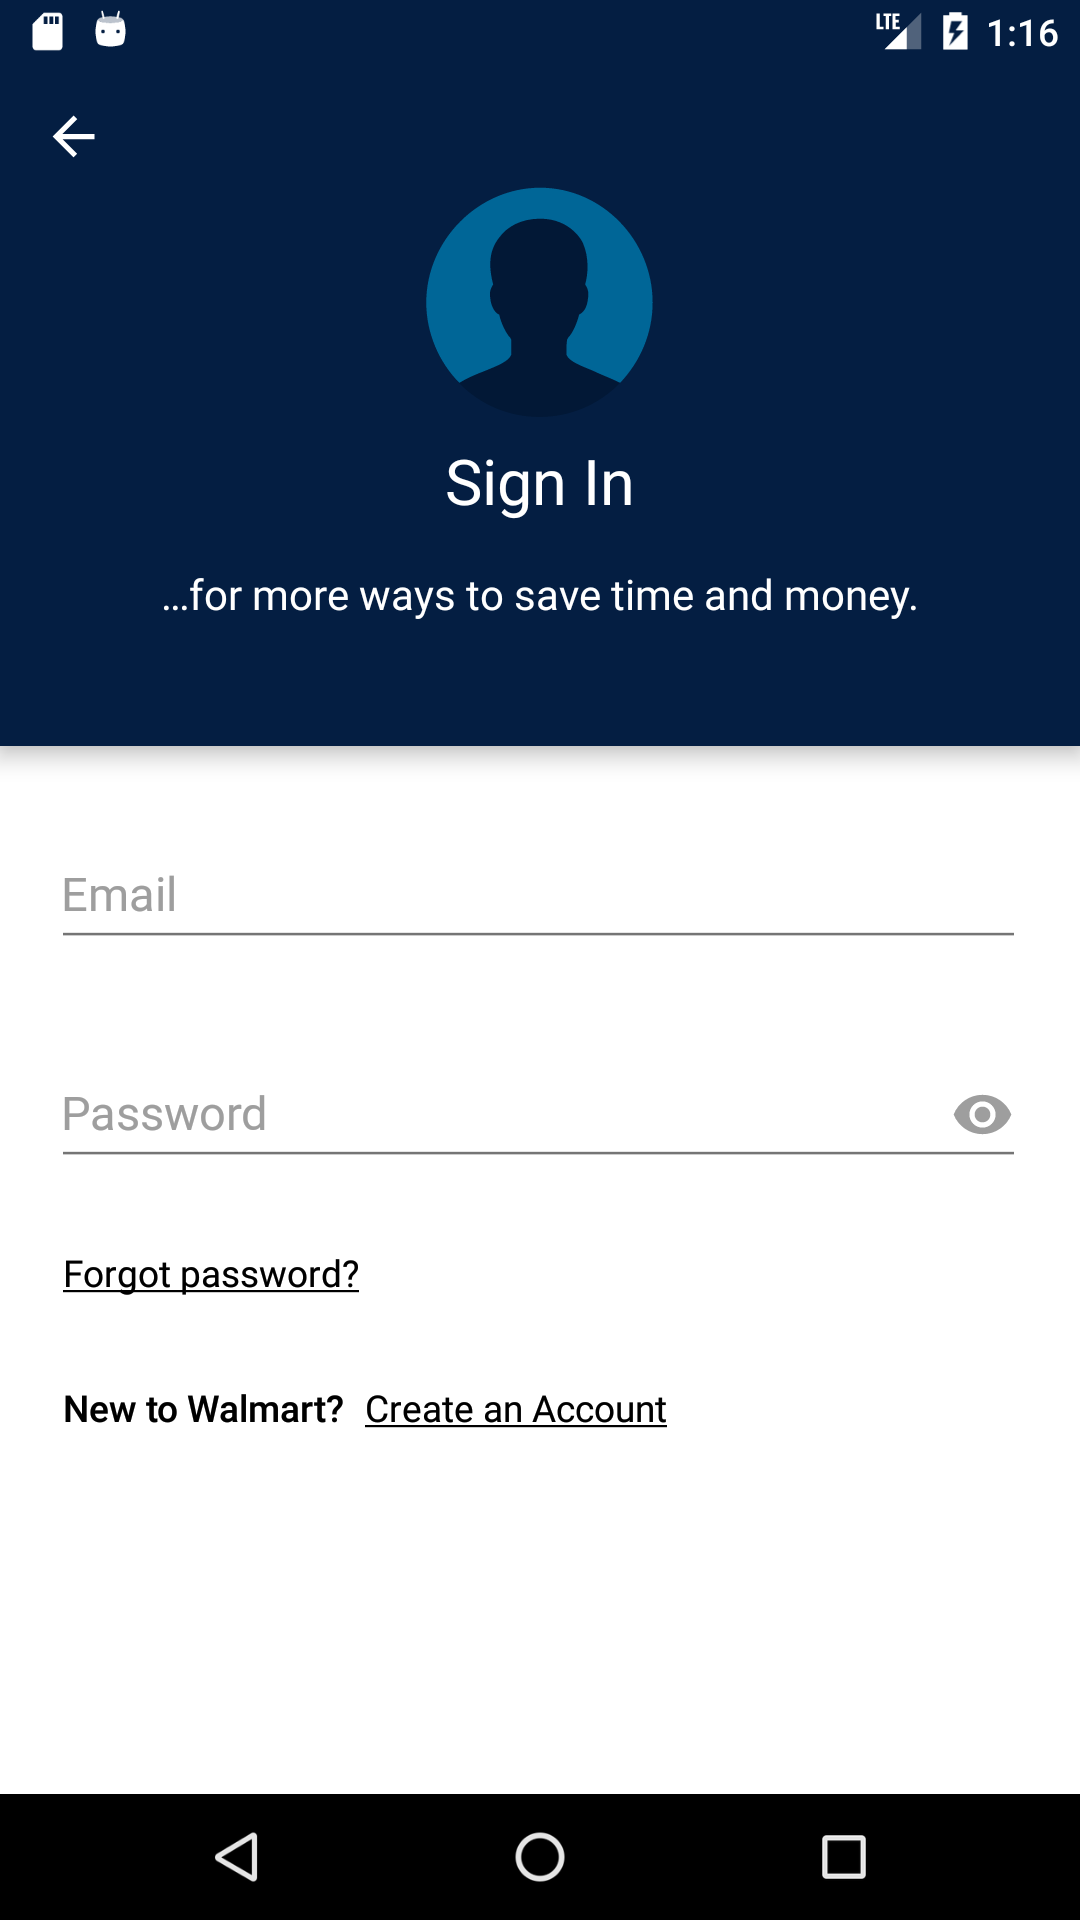 LTE 1:16
Sign In
...for more ways to save time and money.
Email
Password
Forgot password?
New to Walmart? Create an Account